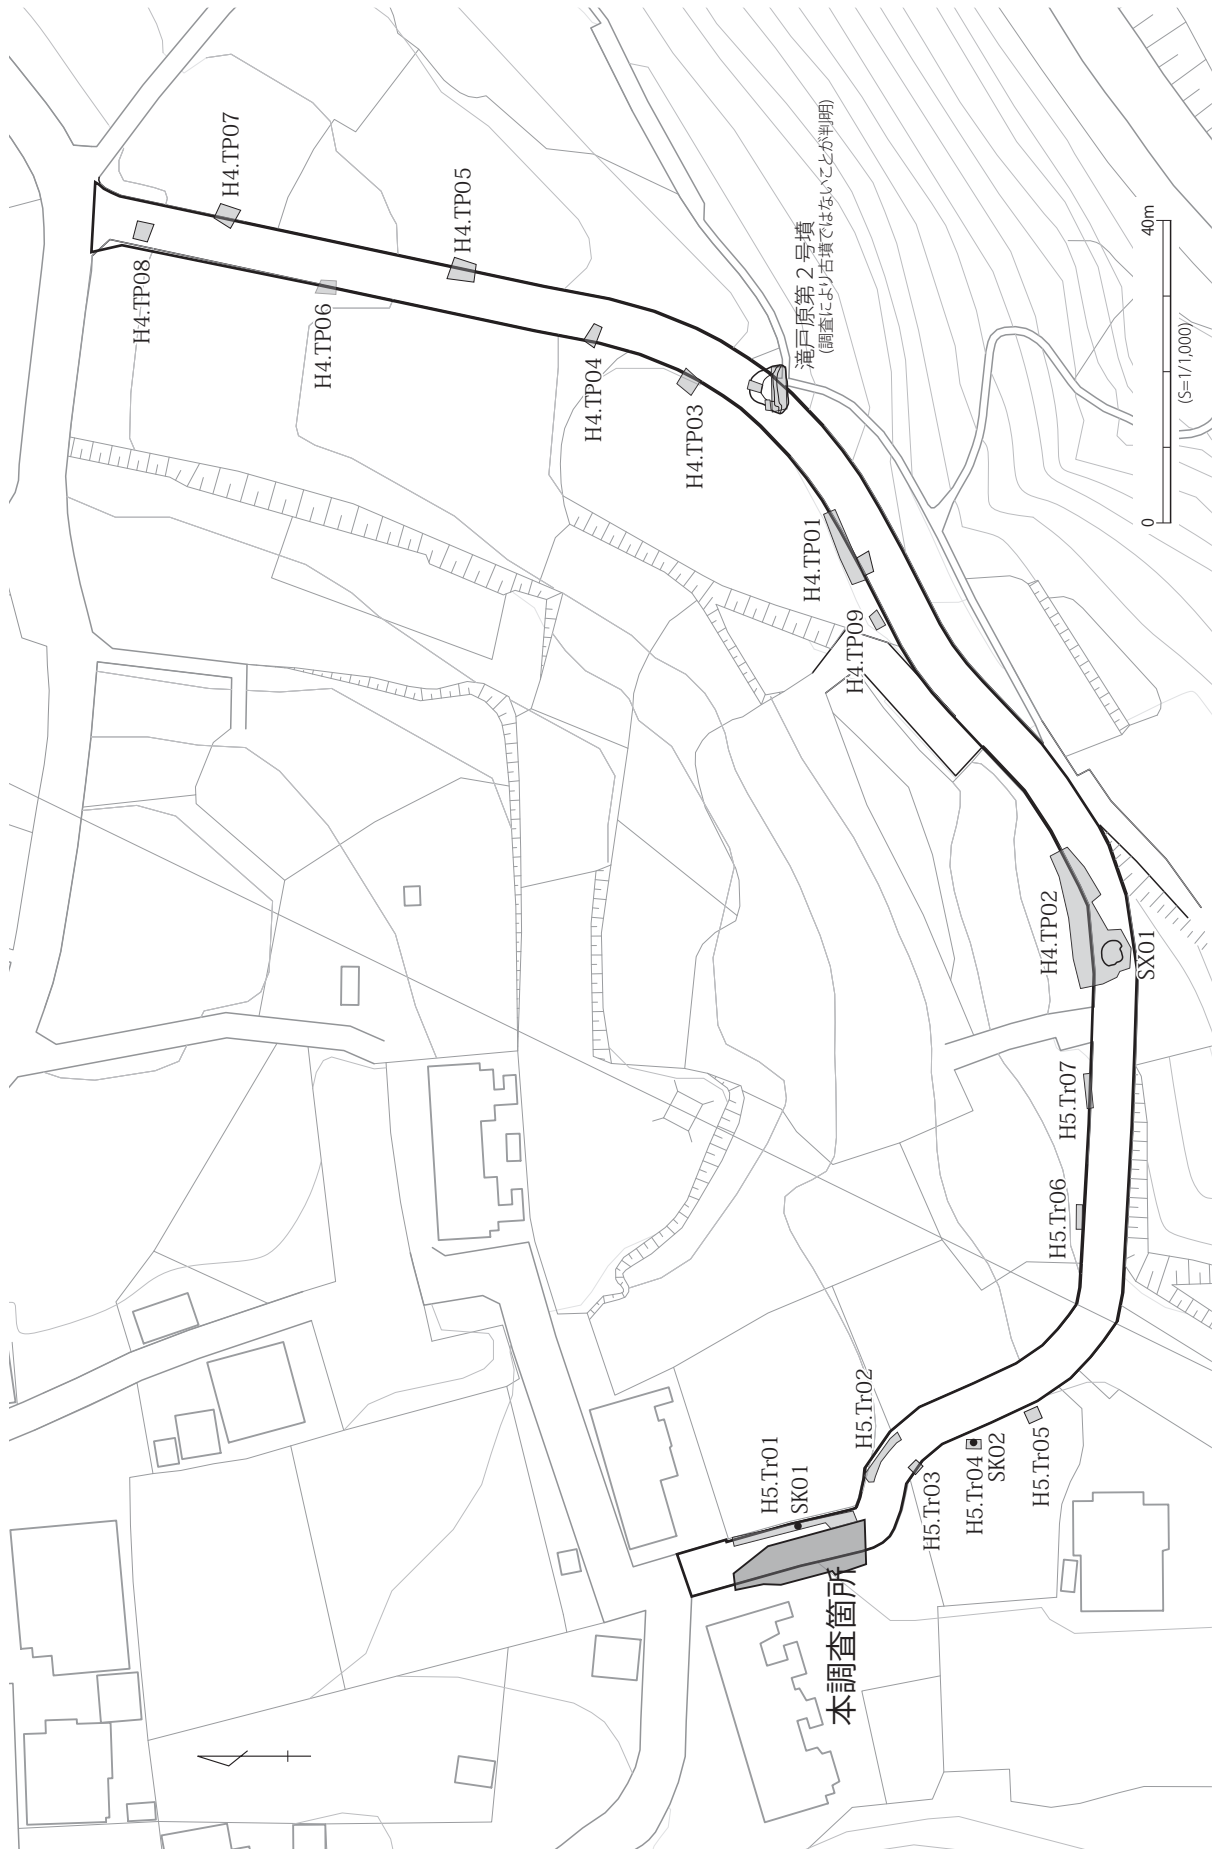 H4.TP07
H4.TP08
H4.TP05
H4.TP06
H4.TP04
H4.TP03
滝戸原第２号墳
(調査により古墳ではないことが判明)
H4.TP01
H4.TP09
H4.TP02
SX01
H5.Tr07
H5.Tr06
H5.Tr02
H5.Tr01
SK01
H5.Tr03
H5.Tr04
SK02
H5.Tr05
本調査箇所
0
40m
(S=1/1,000)